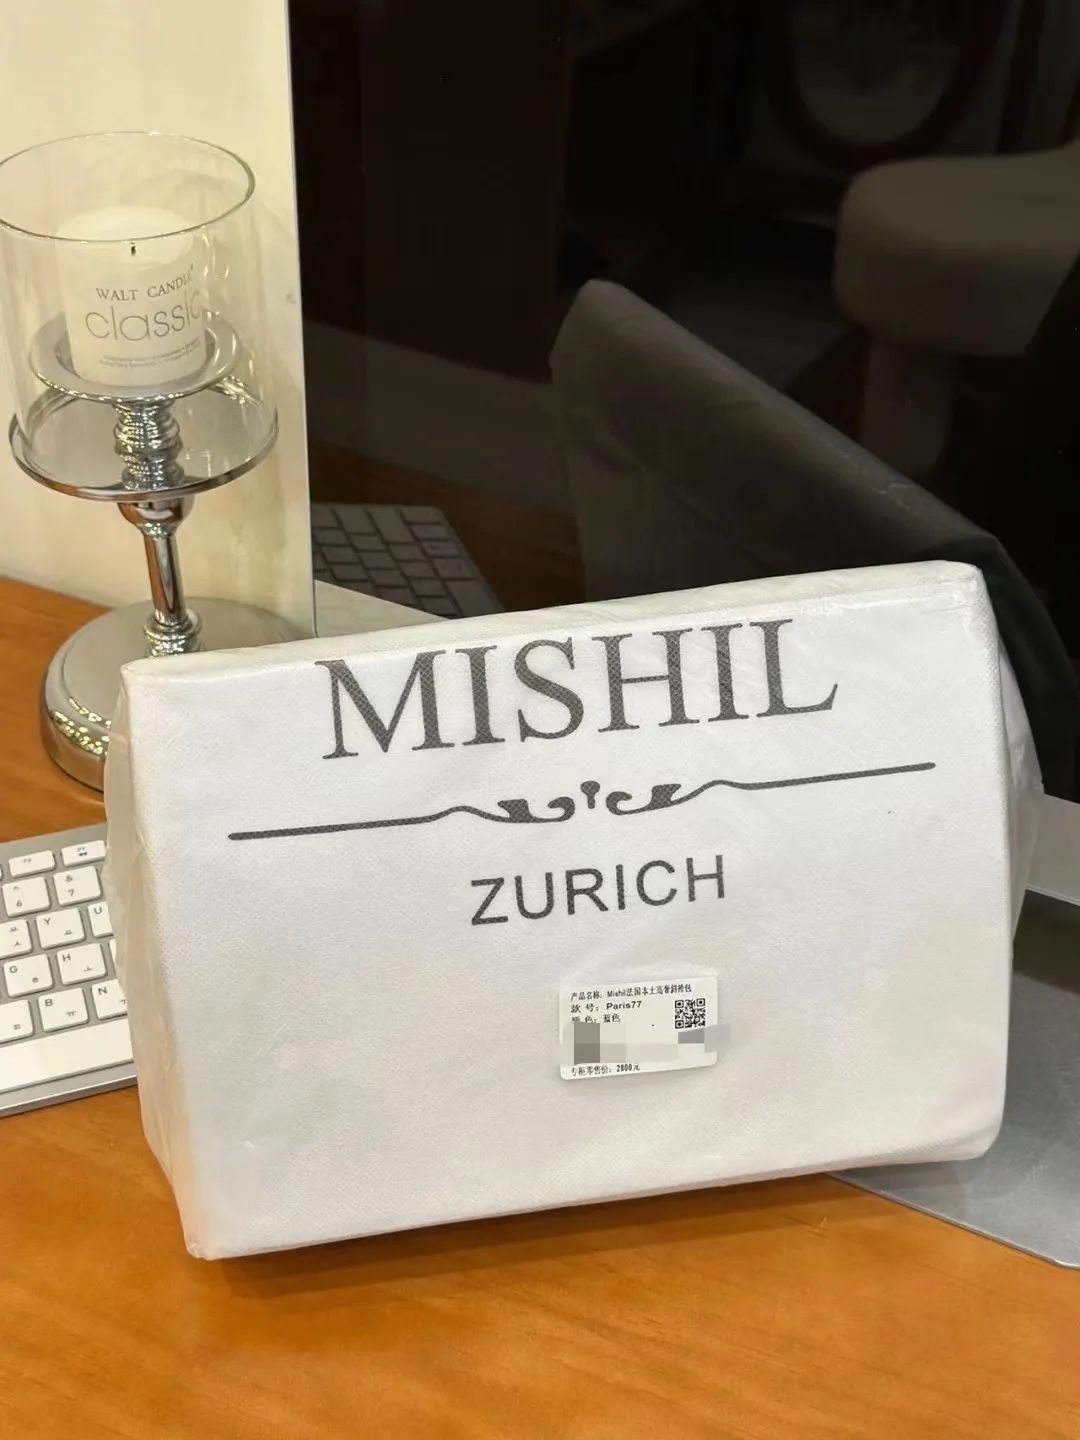 WALT CANDLE
classic
MISHIL
ZURICH
产品名称: Mishil法国本土高奢斜挎包
款 号: Paris77
颜 色: 蓝色
专柜零售价: 2800元
6
&
7
Y
U
G
H
B
N